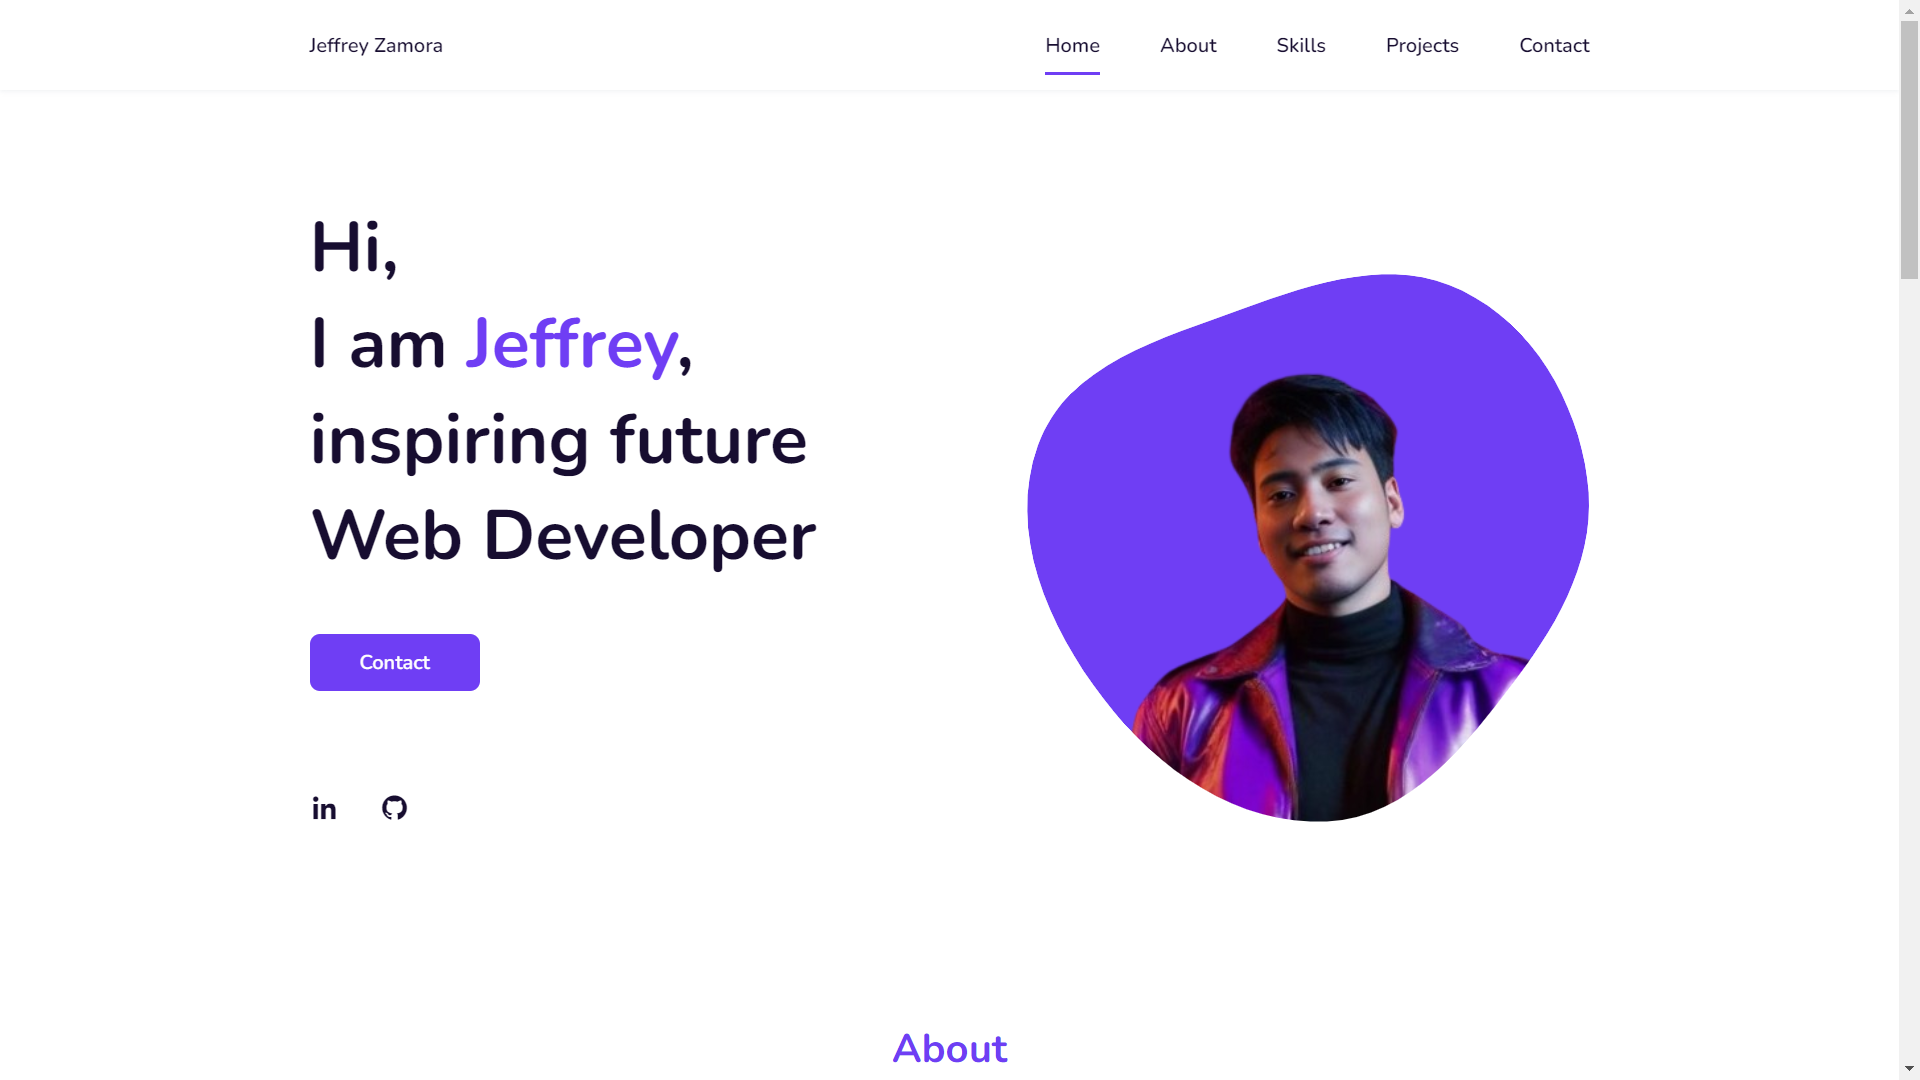 Jeffrey Zamora
Home About Skills Projects Contact
Hi,
I am Jeffrey,
inspiring future
Web Developer
Contact
in
About